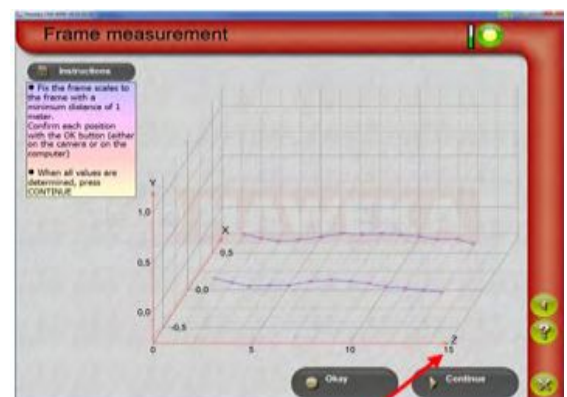 Frame measurement
Instructions
● Fix the frame scales to
the frame with a
minimum distance of 1
meter.
Confirm each position
with the OK button (either
on the camera or on the
computer)
● When all values are
determined, press
CONTINUE
Y
1,0
X
0,5
0,5
0,0
0,0
-0,5
Z
0
5
10
15
Okay
Continue
?